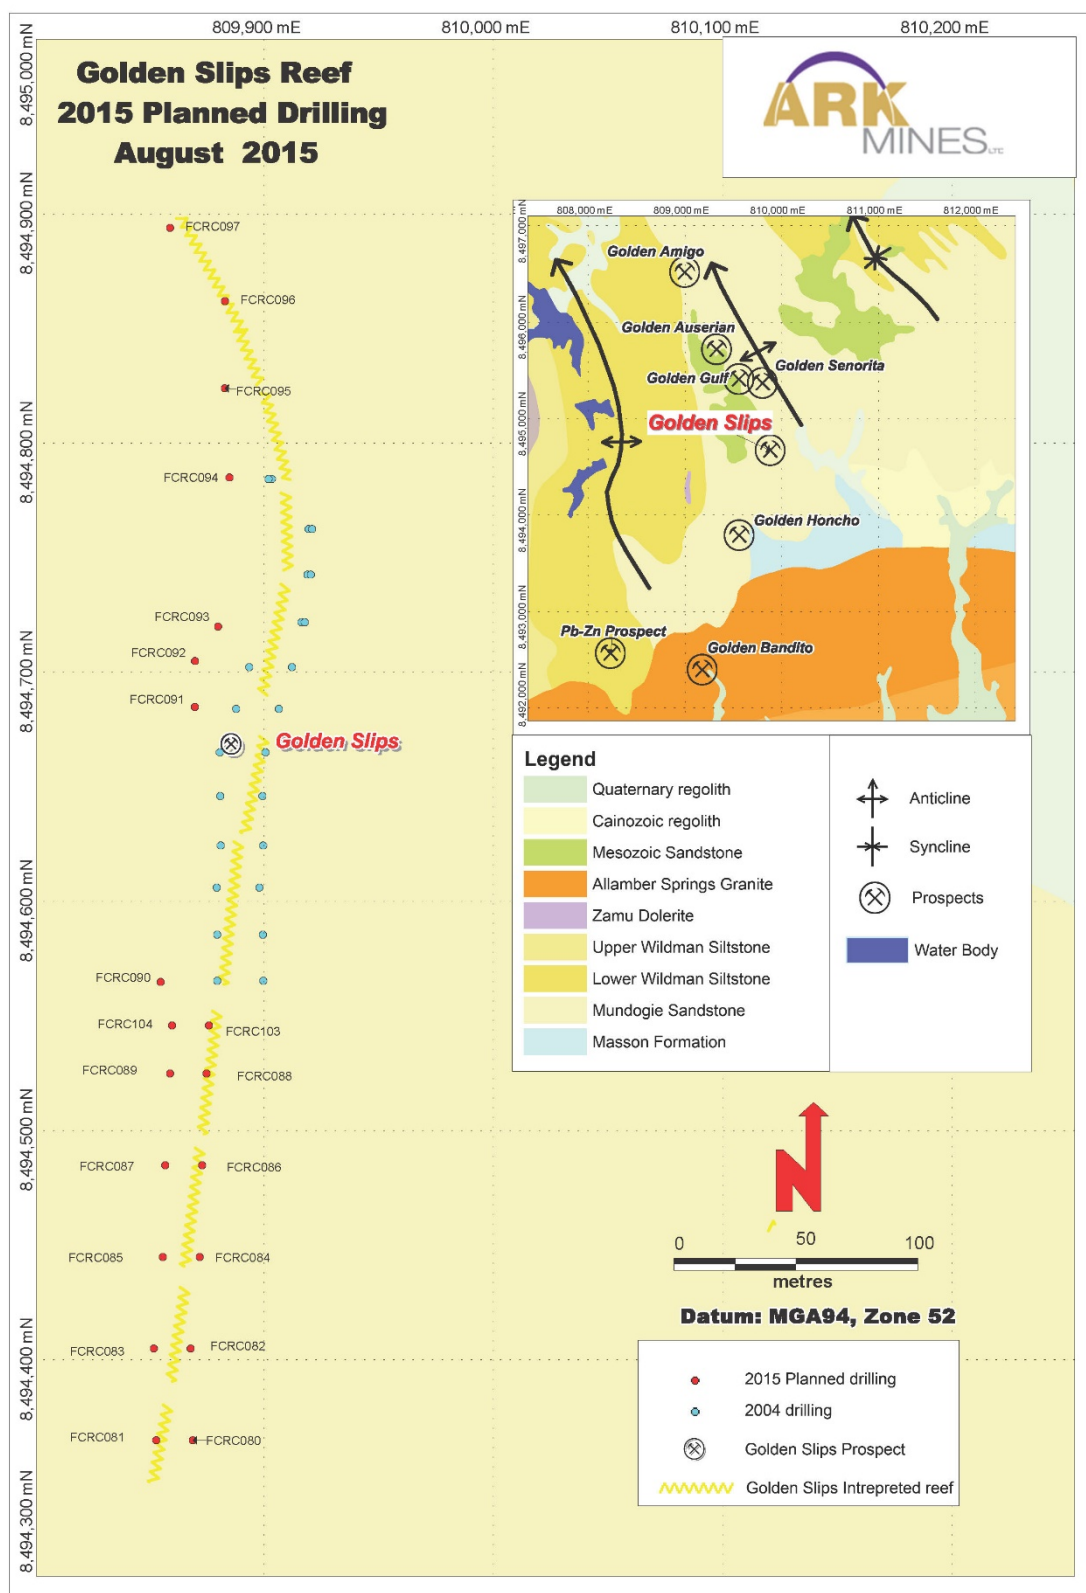 809,900 mE
810,000 mE
810,100 mE
810,200 mE
8,495,000 mN
8,494,900 mN
8,494,800 mN
8,494,700 mN
8,494,600 mN
8,494,500 mN
8,494,400 mN
8,494,300 mN
Golden Slips Reef
2015 Planned Drilling
August 2015
ARK
MINES LTD
FCRC097
FCRC096
FCRC095
FCRC094
FCRC093
FCRC092
FCRC091
Golden Slips
FCRC090
FCRC104
FCRC103
FCRC089
FCRC088
FCRC087
FCRC086
FCRC085
FCRC084
FCRC083
FCRC082
FCRC081
FCRC080
808,000 mE
809,000 mE
810,000 mE
811,000 mE
812,000 mE
8,497,000 mN
8,496,000 mN
8,495,000 mN
8,494,000 mN
8,493,000 mN
8,492,000 mN
Golden Amigo
Golden Auserian
Golden Gulf
Golden Senorita
Golden Slips
Golden Honcho
Pb-Zn Prospect
Golden Bandito
Legend
Quaternary regolith
Cainozoic regolith
Mesozoic Sandstone
Allamber Springs Granite
Zamu Dolerite
Upper Wildman Siltstone
Lower Wildman Siltstone
Mundogie Sandstone
Masson Formation
Anticline
Syncline
Prospects
Water Body
N
0 50 100
metres
Datum: MGA94, Zone 52
2015 Planned drilling
2004 drilling
Golden Slips Prospect
Golden Slips Intrepreted reef